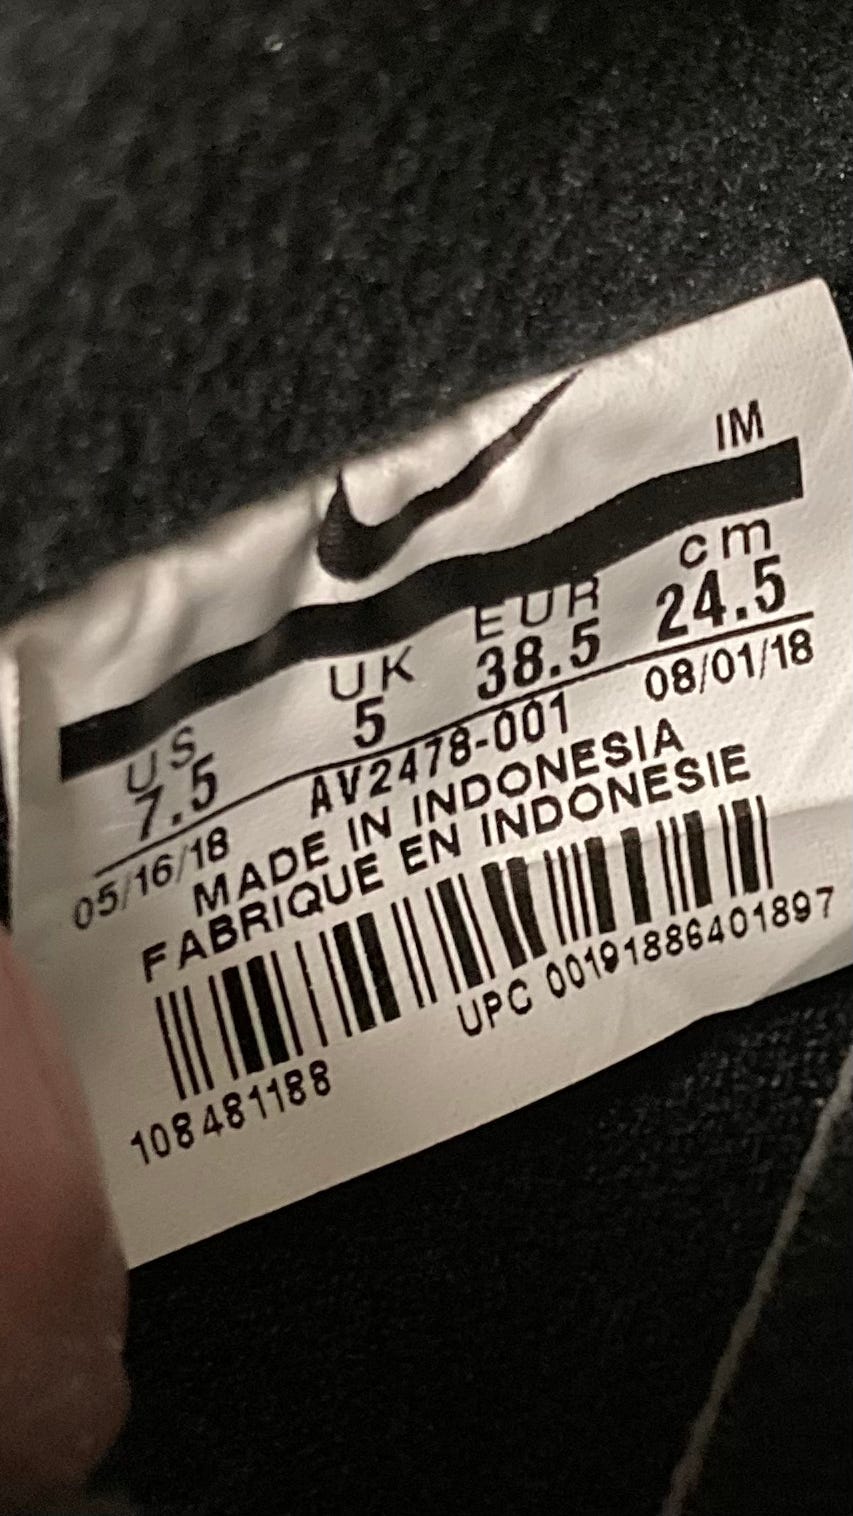 IM
US UK EUR cm
7.5 5 38.5 24.5
05/16/18 AV2478-001 08/01/18
MADE IN INDONESIA
FABRIQUE EN INDONESIE
UPC 00191886401897
108481188